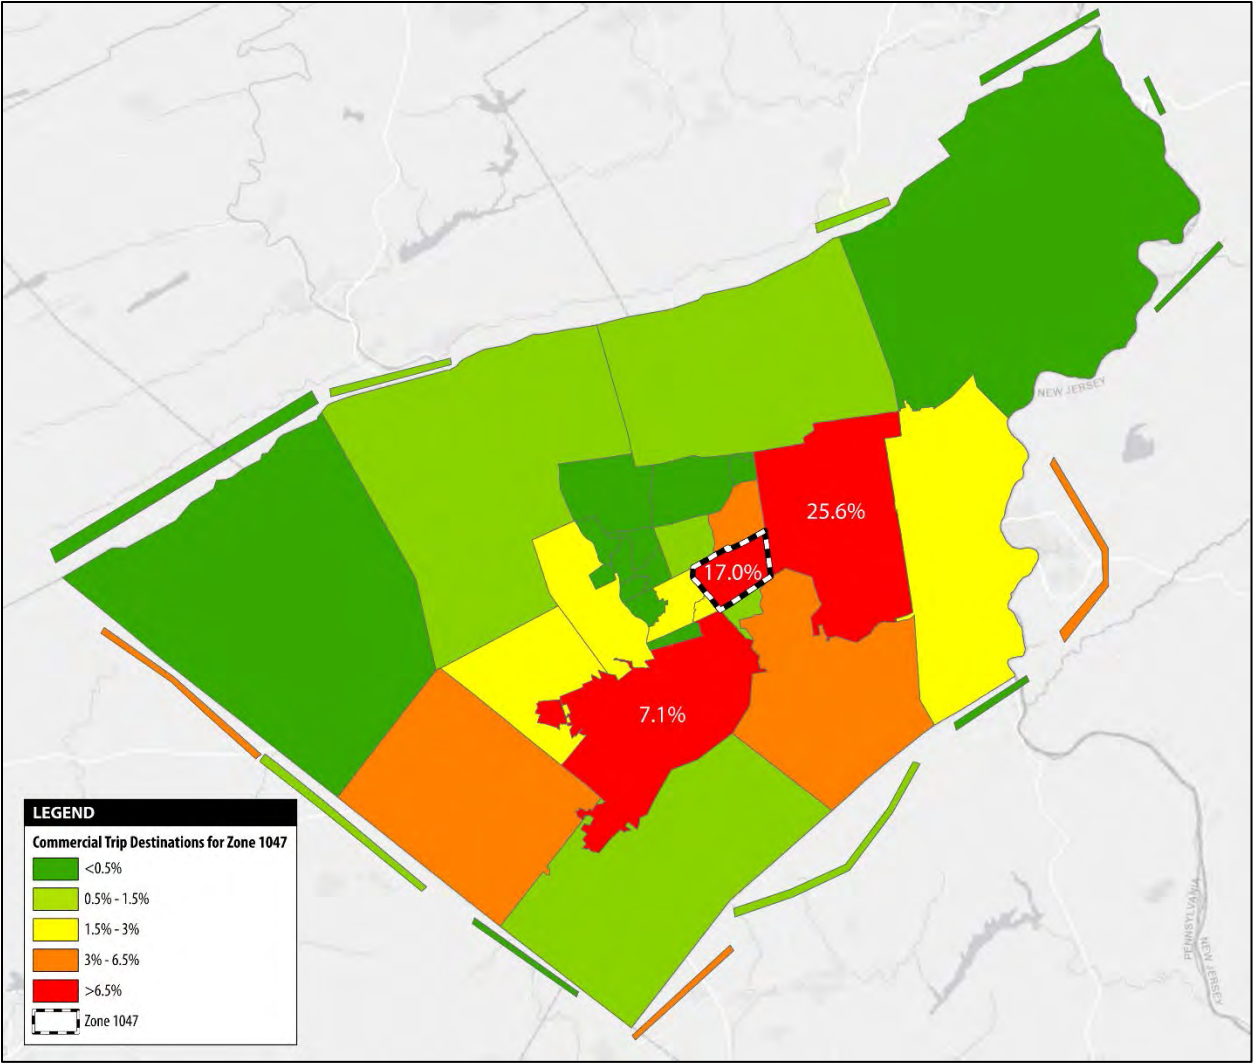 NEW JERSEY
25.6%
17.0%
7.1%
LEGEND
Commercial Trip Destinations for Zone 1047
<0.5%
0.5% - 1.5%
1.5% - 3%
3% - 6.5%
>6.5%
Zone 1047
PENNSYLVANIA
NEW JERSEY